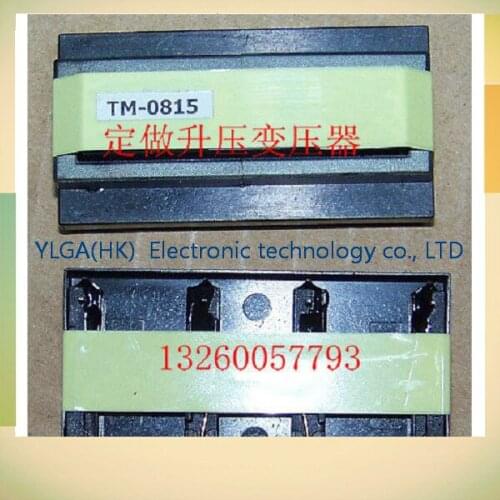 TM-0815
定做升压变压器
YLGA(HK) Electronic technology co., LTD
13260057793